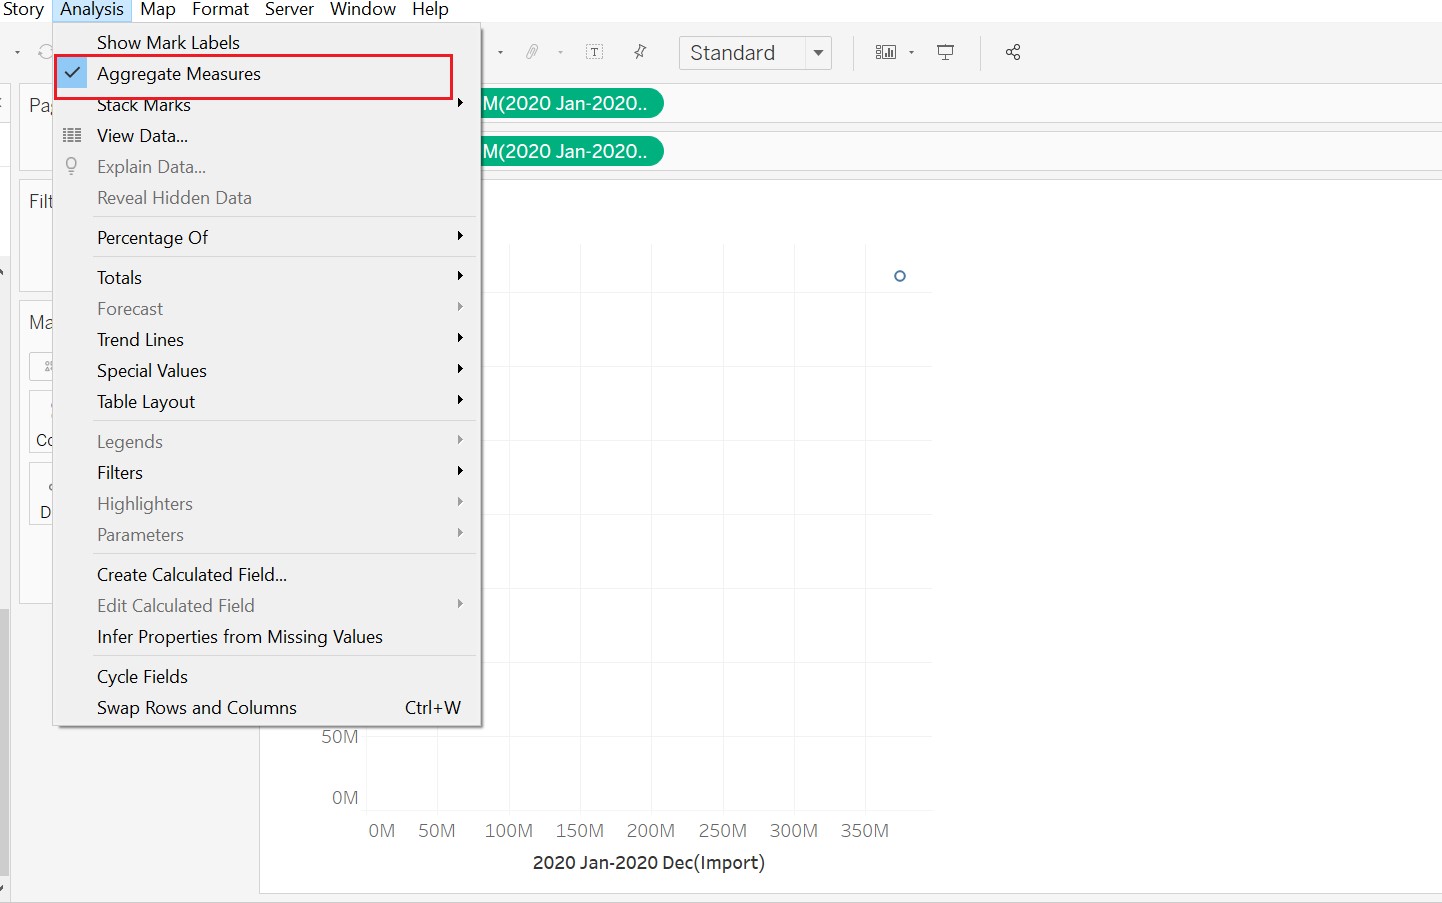 Story Analysis Map Format Server Window Help
Show Mark Labels
Aggregate Measures
Stack Marks
View Data...
Explain Data...
Reveal Hidden Data
Percentage Of
Totals
Forecast
Trend Lines
Special Values
Table Layout
Legends
Filters
Highlighters
Parameters
Create Calculated Field...
Edit Calculated Field
Infer Properties from Missing Values
Cycle Fields
Swap Rows and Columns Ctrl+W
T
Standard
M(2020 Jan-2020..
M(2020 Jan-2020..
Filt
Ma
D
50M
0M
0M 50M 100M 150M 200M 250M 300M 350M
2020 Jan-2020 Dec(Import)